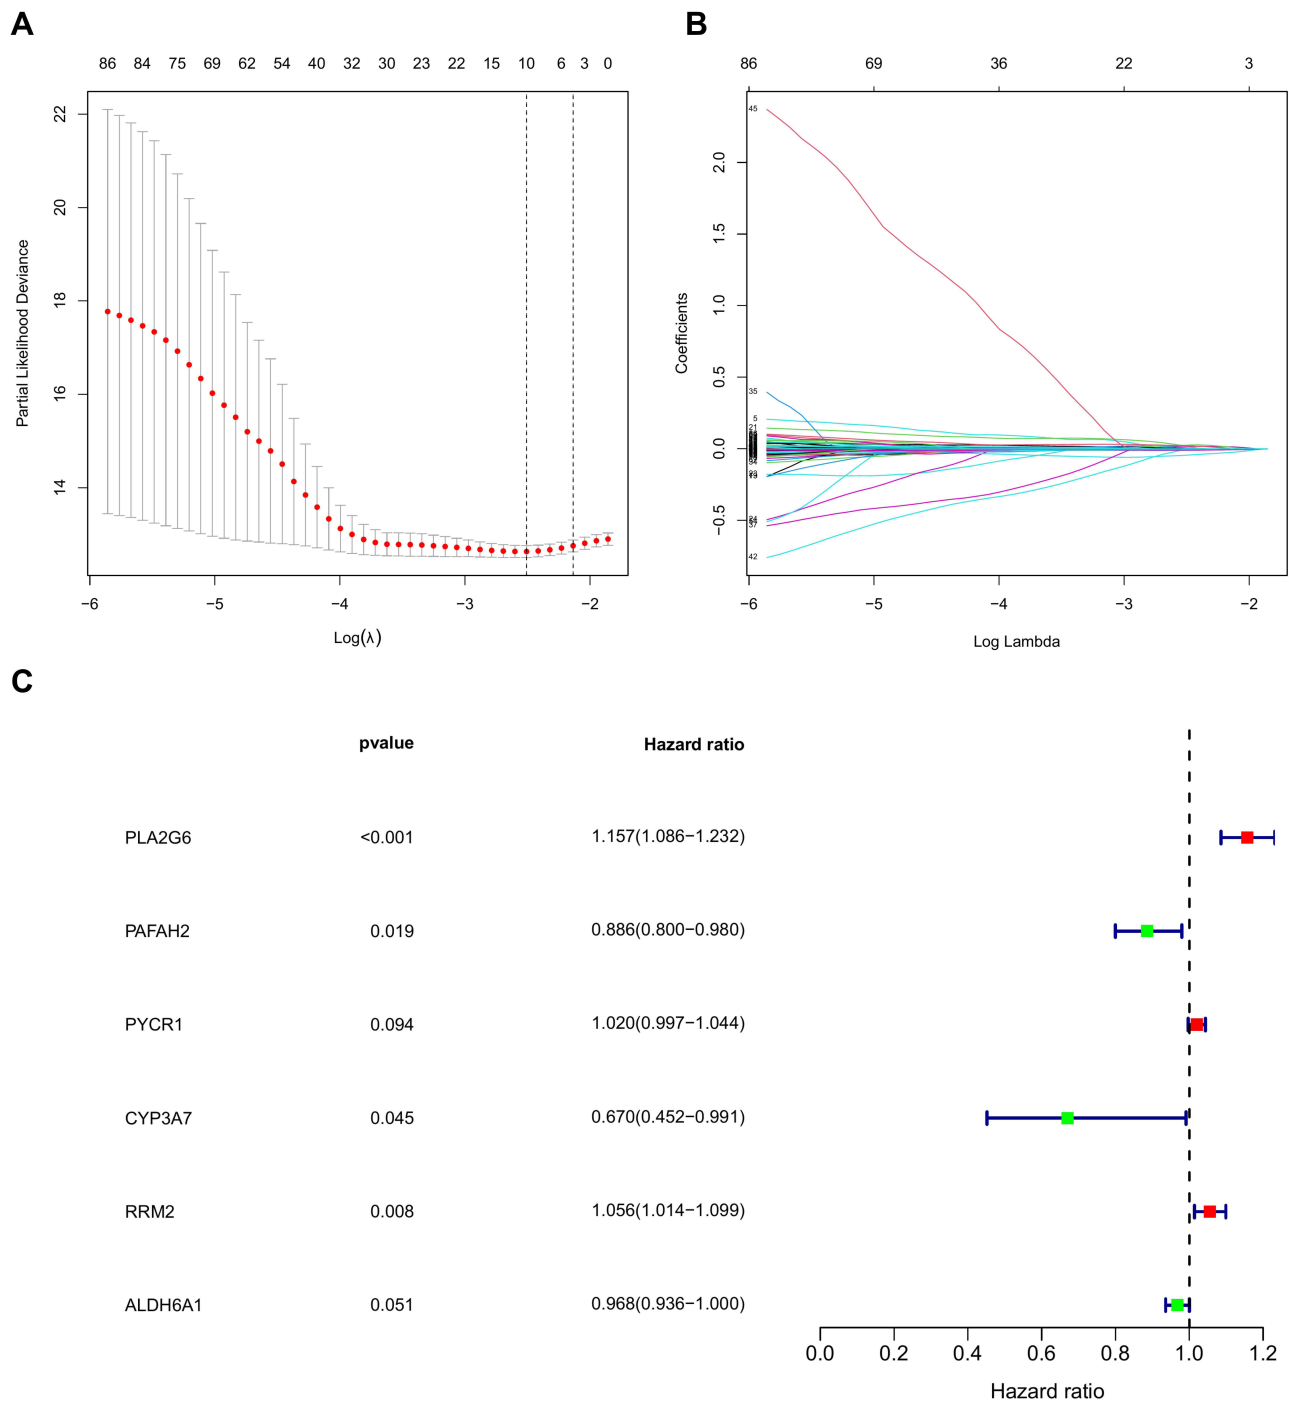 A
86 84 75 69 62 54 40 32 30 23 22 15 10 6 3 0
22
20
18
16
14
Partial Likelihood Deviance
−6 −5 −4 −3 −2
Log(λ)
B
86 69 36 22 3
2.0
1.5
1.0
0.5
0.0
−0.5
Coefficients
45
35
5
21
37
42
−6 −5 −4 −3 −2
Log Lambda
C
pvalue Hazard ratio
PLA2G6 <0.001 1.157(1.086−1.232)
PAFAH2 0.019 0.886(0.800−0.980)
PYCR1 0.094 1.020(0.997−1.044)
CYP3A7 0.045 0.670(0.452−0.991)
RRM2 0.008 1.056(1.014−1.099)
ALDH6A1 0.051 0.968(0.936−1.000)
0.0 0.2 0.4 0.6 0.8 1.0 1.2
Hazard ratio